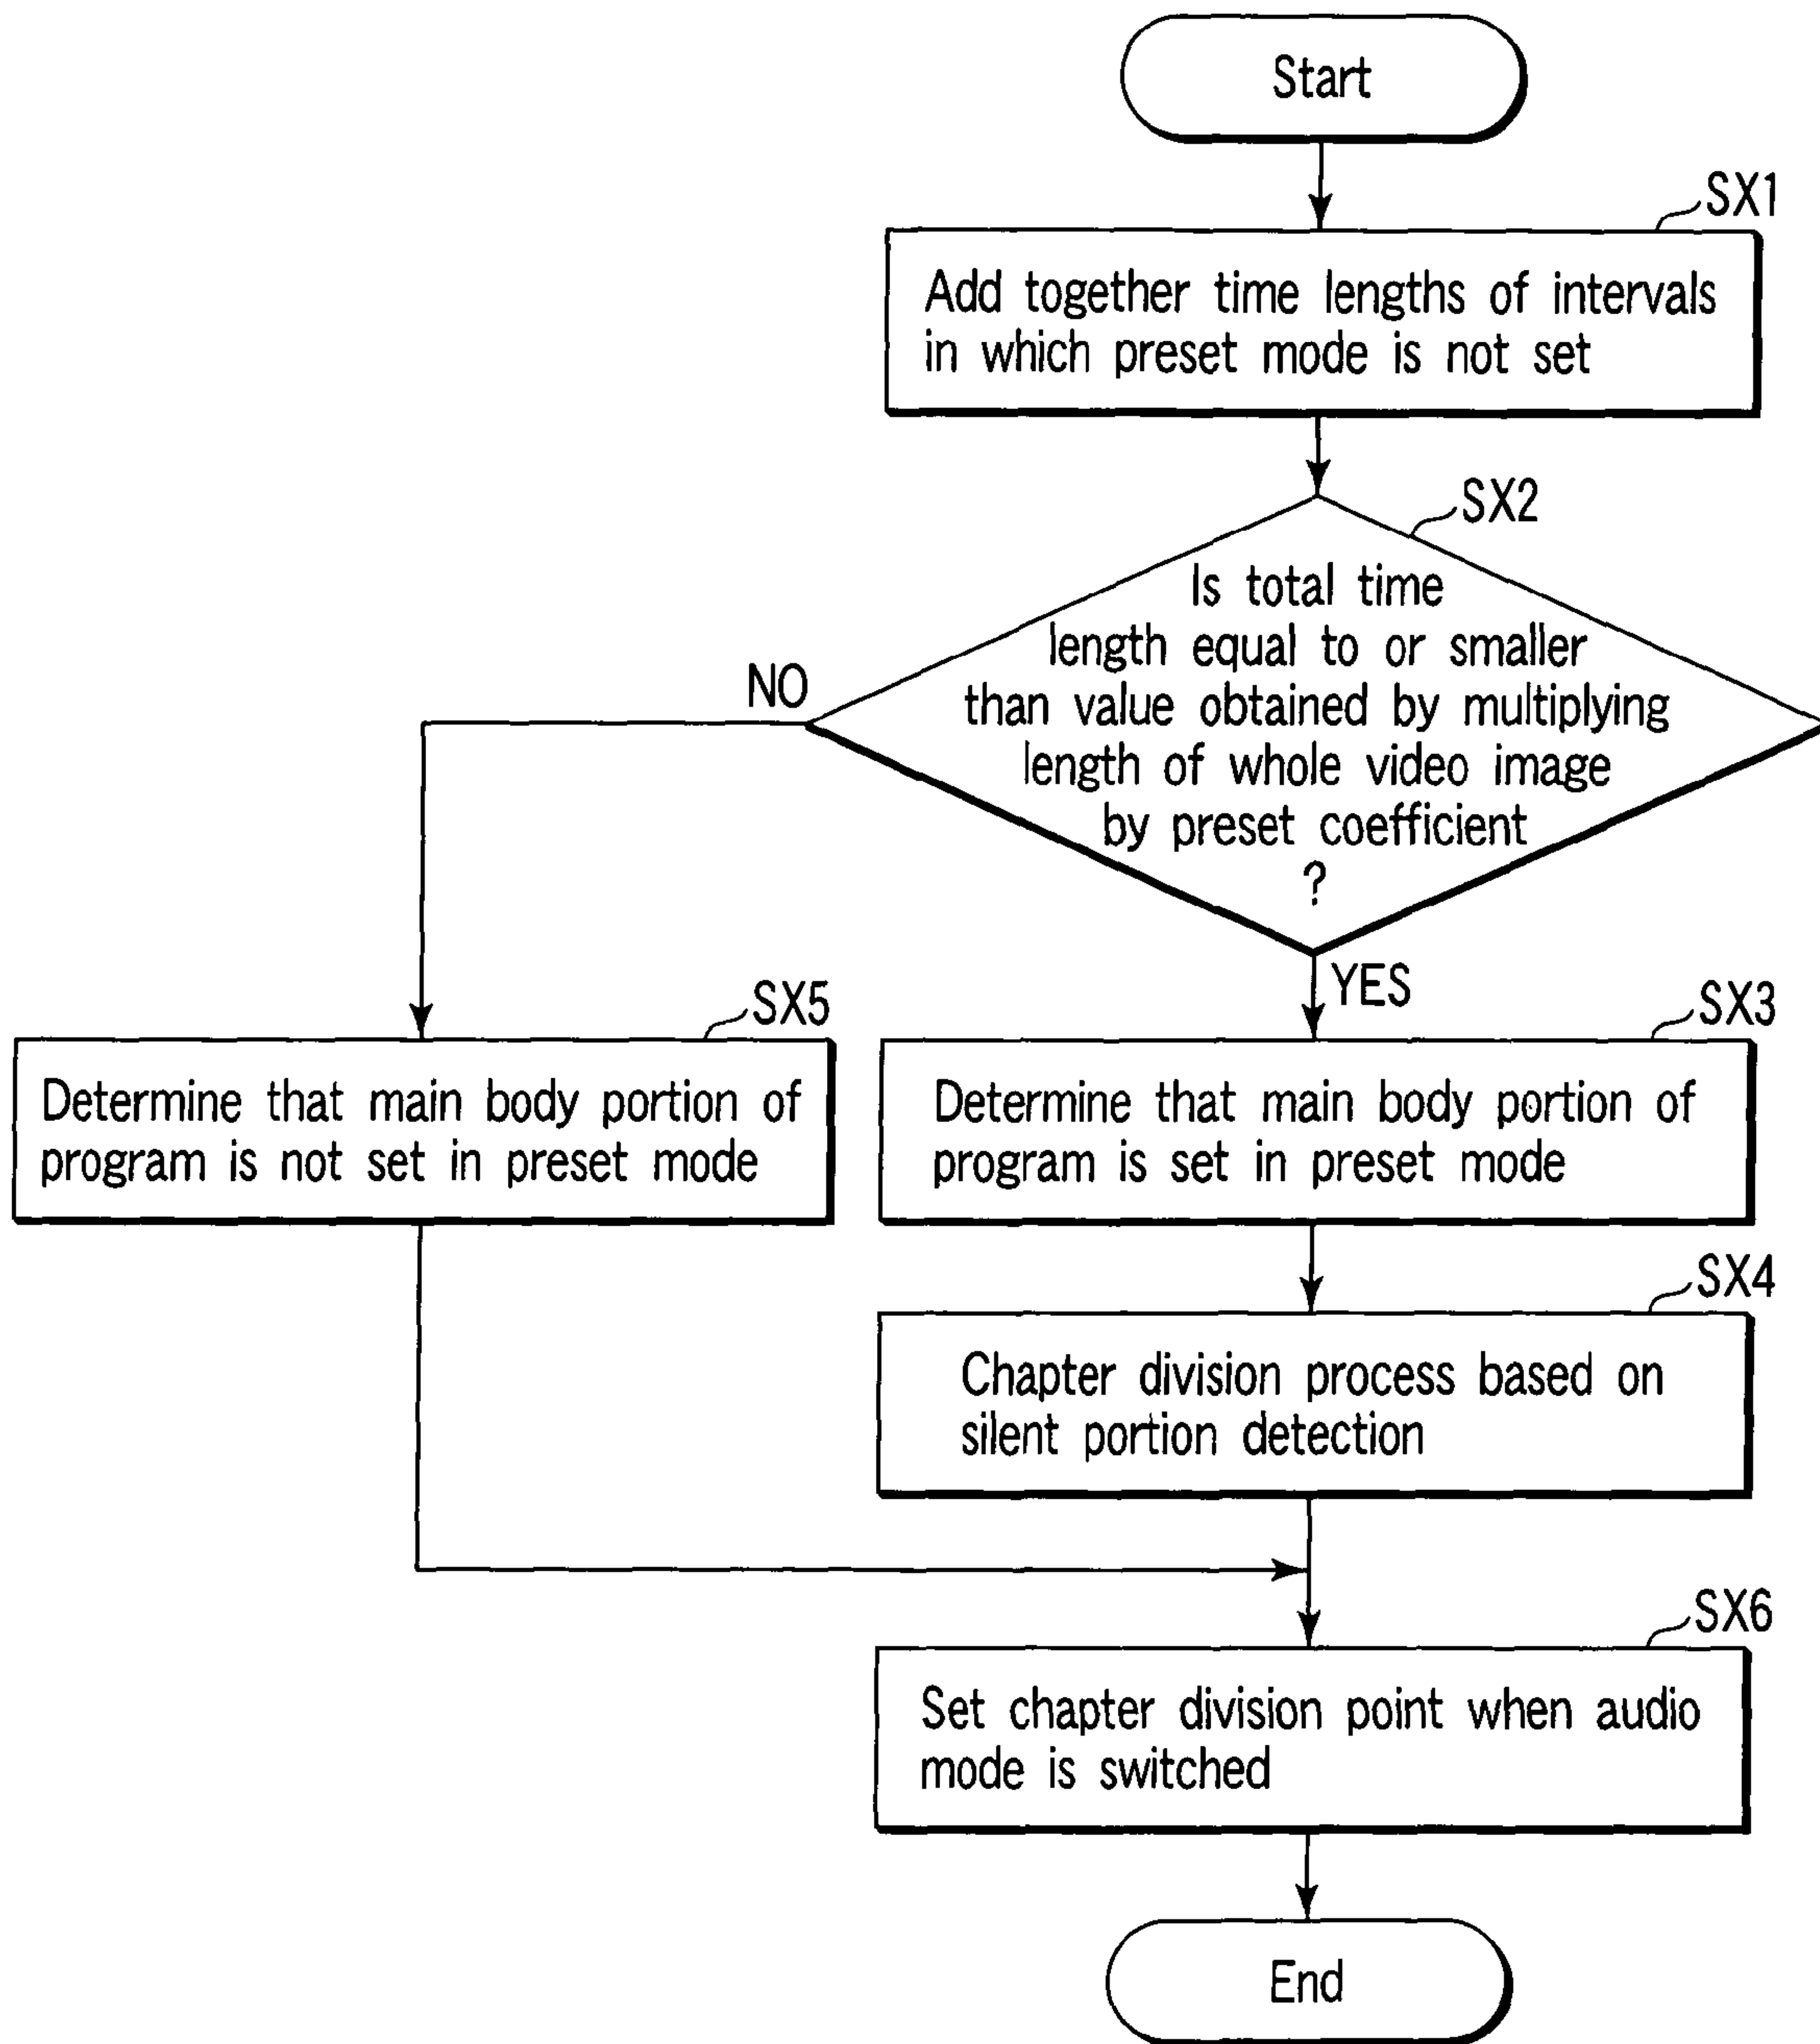 Start
SX1
Add together time lengths of intervals
in which preset mode is not set
SX2
Is total time
length equal to or smaller
than value obtained by multiplying
length of whole video image
by preset coefficient
?
NO
YES
SX5
Determine that main body portion of
program is not set in preset mode
SX3
Determine that main body portion of
program is set in preset mode
SX4
Chapter division process based on
silent portion detection
SX6
Set chapter division point when audio
mode is switched
End